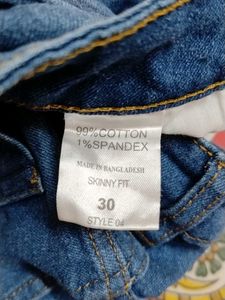 99%COTTON
1%SPANDEX
MADE IN BANGLADESH
SKINNY FIT
30
STYLE 04